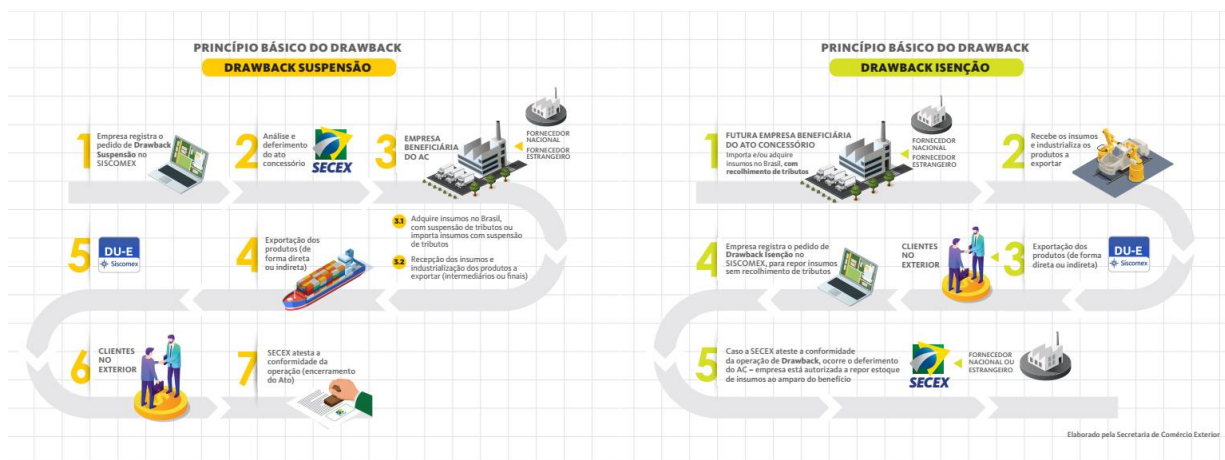 PRINCÍPIO BÁSICO DO DRAWBACK
DRAWBACK SUSPENSÃO
1
Empresa registra o
pedido de Drawback
Suspensão no
SISCOMEX
2
Análise e
deferimento
do ato
concessório
SECEX
3
EMPRESA
BENEFICIÁRIA
DO AC
FORNECEDOR
NACIONAL
FORNECEDOR
ESTRANGEIRO
3.1
Adquire insumos no Brasil,
com suspensão de tributos ou
importa insumos com suspensão
de tributos
3.2
Recepção dos insumos e
industrialização dos produtos a
exportar (intermediários ou finais)
4
Exportação dos
produtos (de
forma direta
ou indireta)
5
DU-E
Siscomex
6
CLIENTES
NO
EXTERIOR
7
SECEX atesta a
conformidade da
operação (encerramento
do Ato)
PRINCÍPIO BÁSICO DO DRAWBACK
DRAWBACK ISENÇÃO
1
FUTURA EMPRESA BENEFICIÁRIA
DO ATO CONCESSÓRIO
Importa e/ou adquire
insumos no Brasil, com
recolhimento de tributos
FORNECEDOR
NACIONAL
FORNECEDOR
ESTRANGEIRO
2
Recebe os insumos
e industrializa os
produtos a
exportar
3
Exportação dos
produtos (de forma
direta ou indireta)
DU-E
Siscomex
CLIENTES
NO
EXTERIOR
4
Empresa registra o pedido de
Drawback Isenção no
SISCOMEX, para repor insumos
sem recolhimento de tributos
5
Caso a SECEX ateste a conformidade
da operação de Drawback, ocorre o deferimento
do AC – empresa está autorizada a repor estoque
de insumos ao amparo do benefício
SECEX
FORNECEDOR
NACIONAL OU
ESTRANGEIRO
Elaborado pela Secretaria de Comércio Exterior